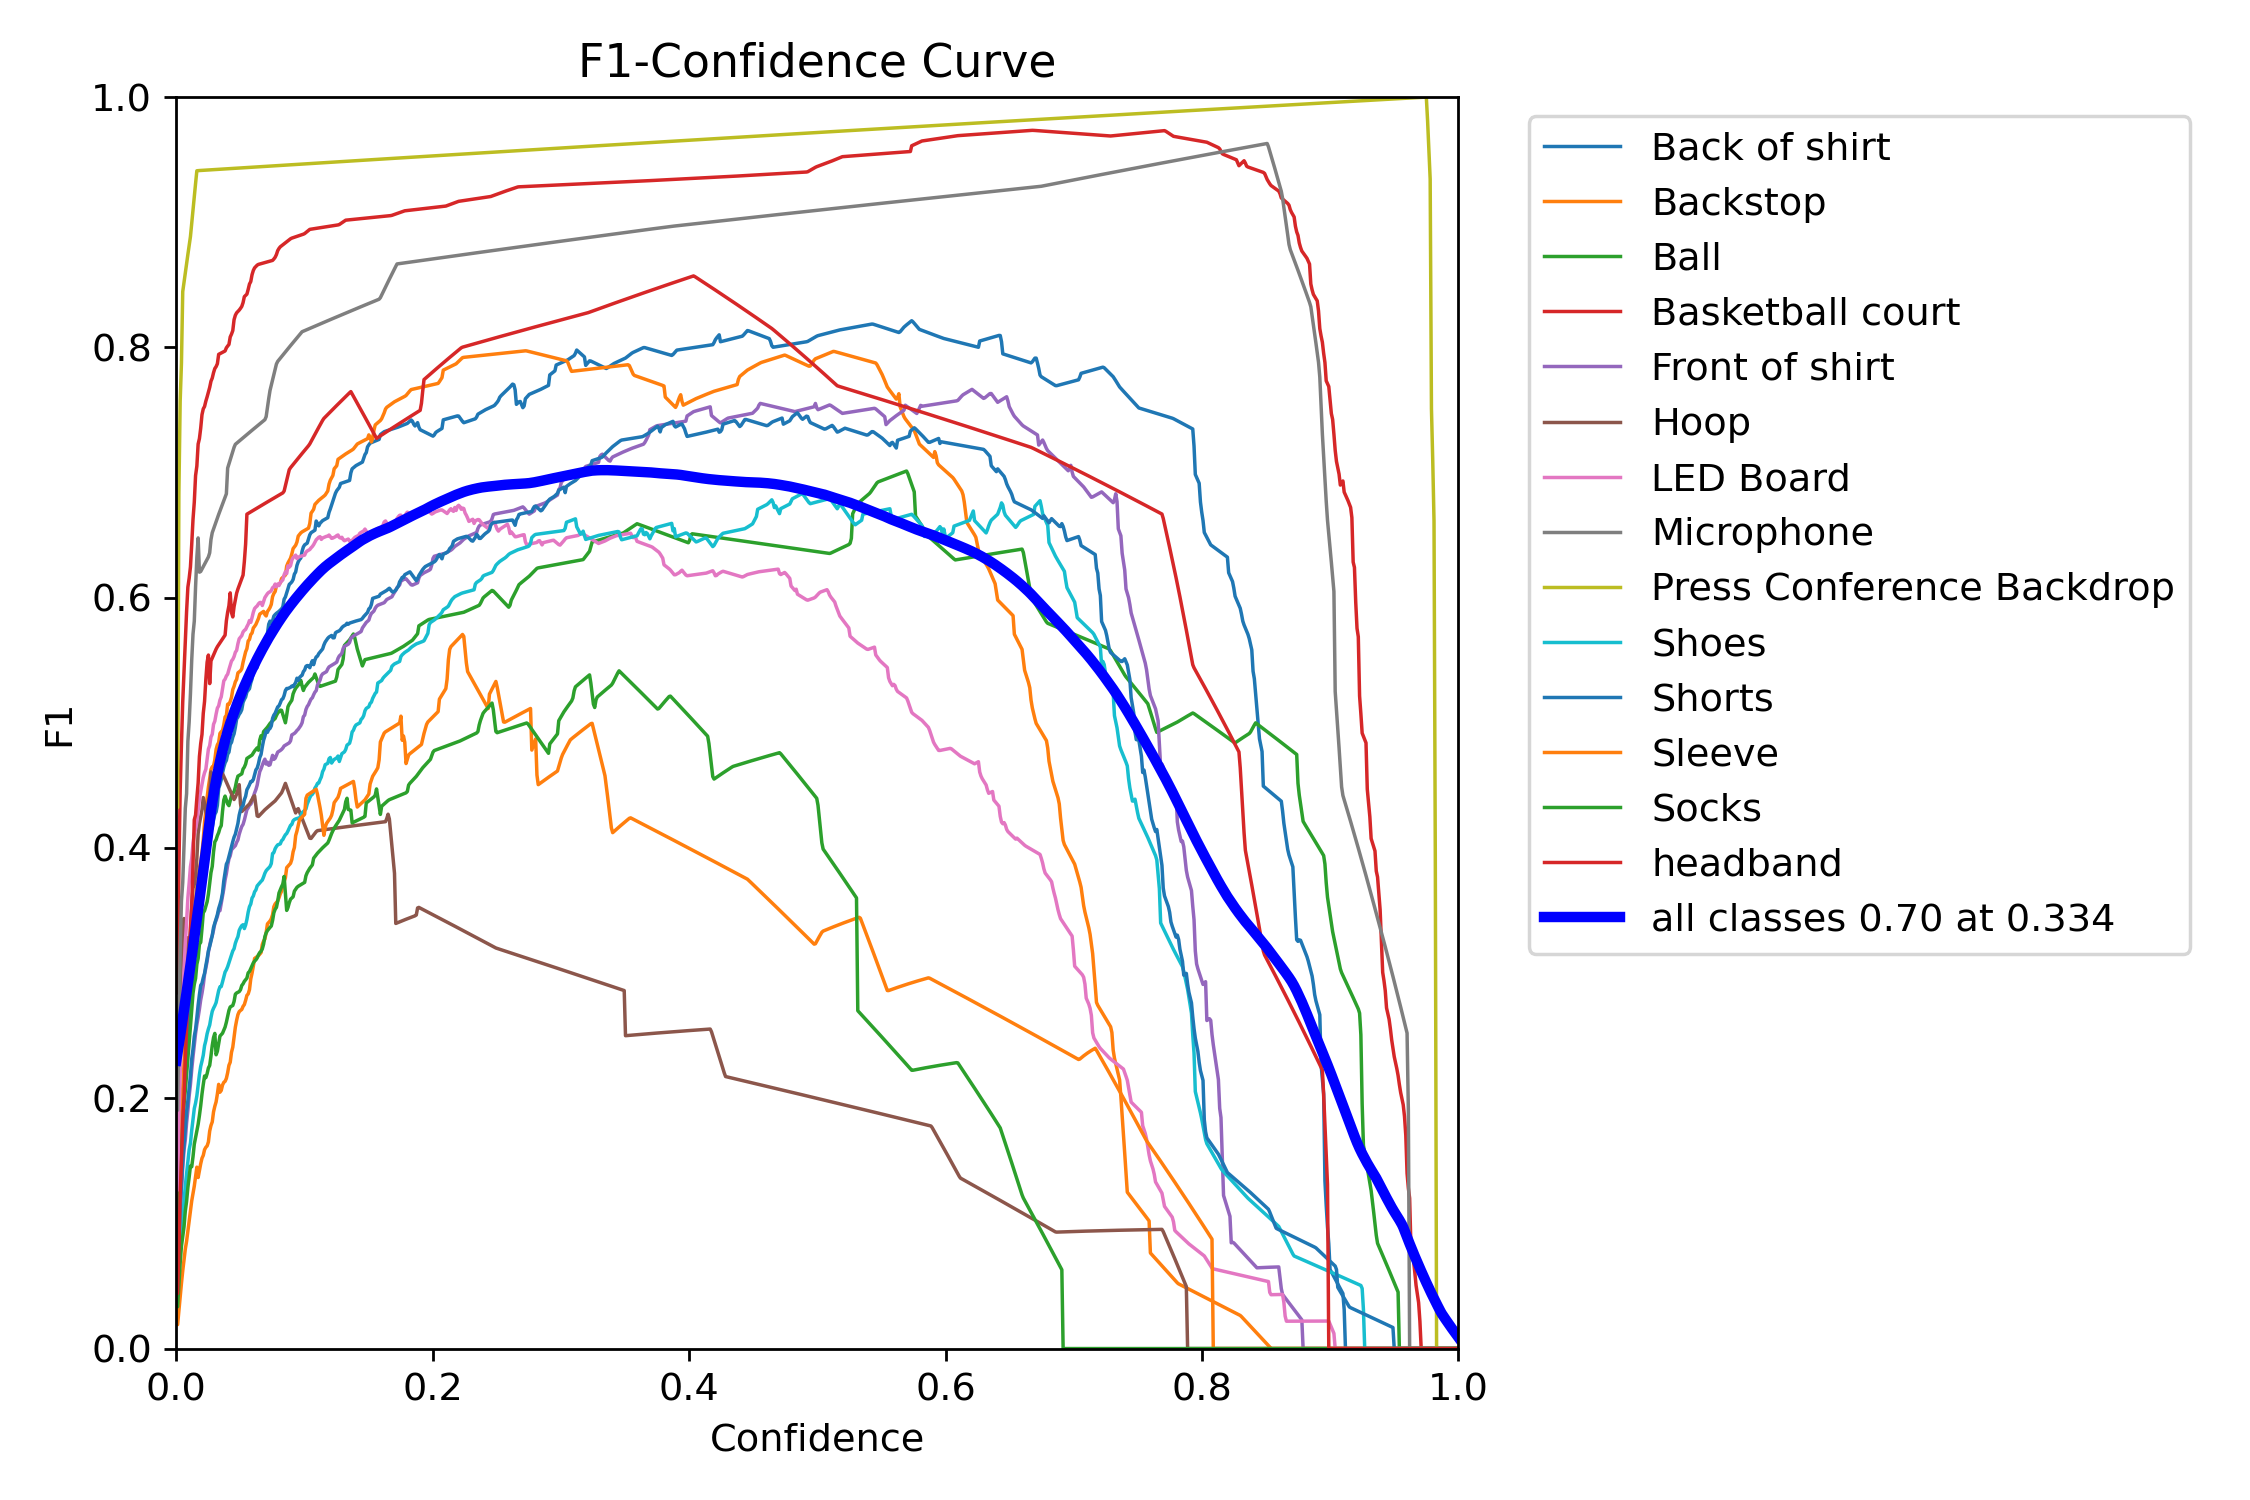 F1-Confidence Curve
1.0
0.8
0.6
0.4
0.2
0.0
F1
0.0 0.2 0.4 0.6 0.8 1.0
Confidence
Back of shirt
Backstop
Ball
Basketball court
Front of shirt
Hoop
LED Board
Microphone
Press Conference Backdrop
Shoes
Shorts
Sleeve
Socks
headband
all classes 0.70 at 0.334